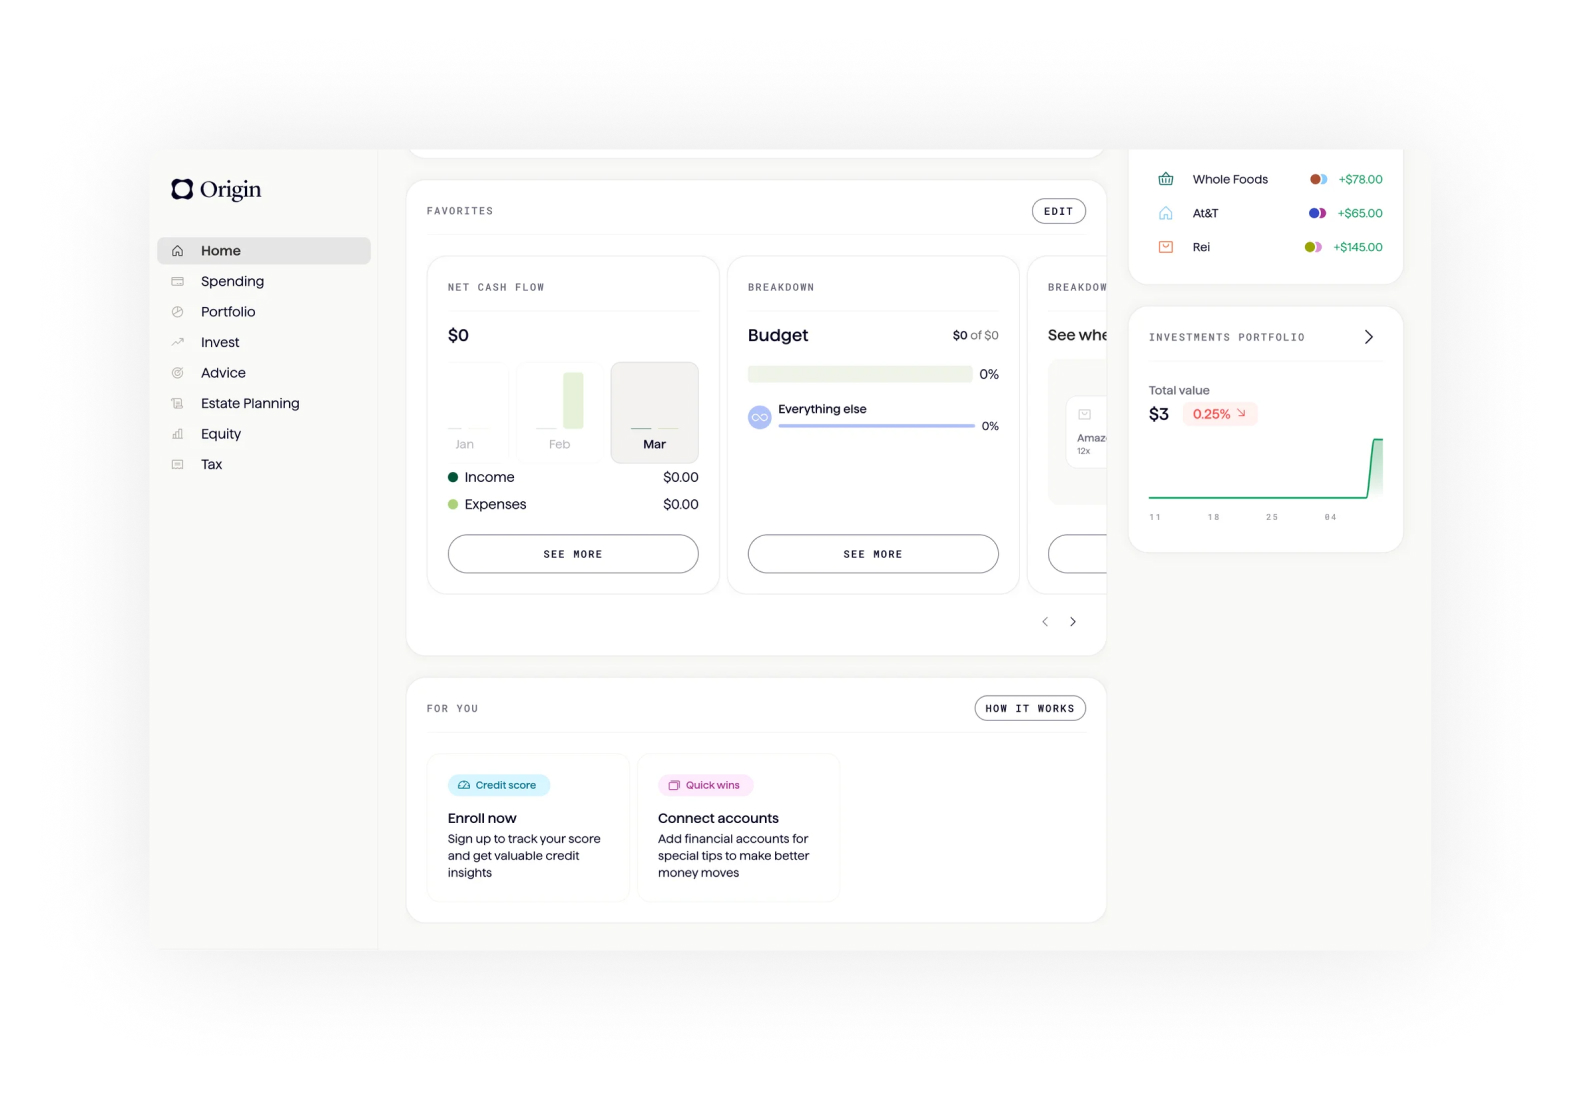 Origin
Home
Spending
Portfolio
Invest
Advice
Estate Planning
Equity
Tax
FAVORITES
EDIT
NET CASH FLOW
$0
Jan
Feb
Mar
Income $0.00
Expenses $0.00
SEE MORE
BREAKDOWN
Budget $0 of $0
0%
Everything else
0%
SEE MORE
BREAKDOW
See whe
Amaz
12x
FOR YOU
HOW IT WORKS
Credit score
Enroll now
Sign up to track your score
and get valuable credit
insights
Quick wins
Connect accounts
Add financial accounts for
special tips to make better
money moves
Whole Foods +$78.00
At&T +$65.00
Rei +$145.00
INVESTMENTS PORTFOLIO
Total value
$3 0.25%
11 18 25 04